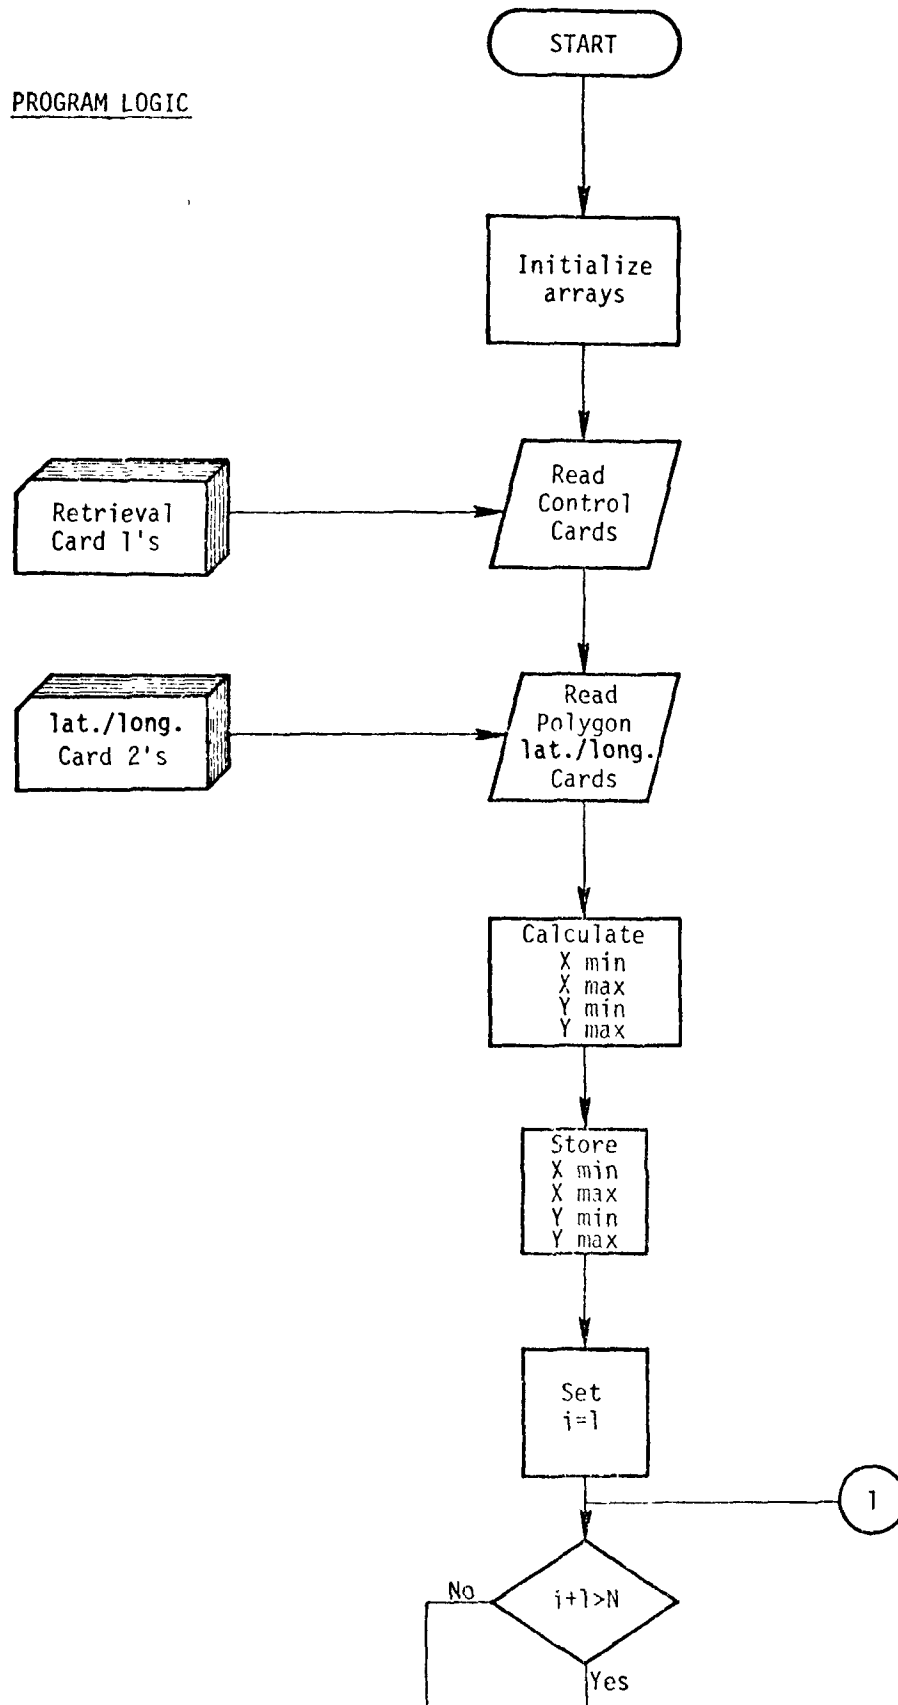 START
PROGRAM LOGIC
Initialize
arrays
Retrieval
Card 1's
Read
Control
Cards
lat./long.
Card 2's
Read
Polygon
lat./long.
Cards
Calculate
X min
X max
Y min
Y max
Store
X min
X max
Y min
Y max
Set
i=1
1
i+1>N
No
Yes